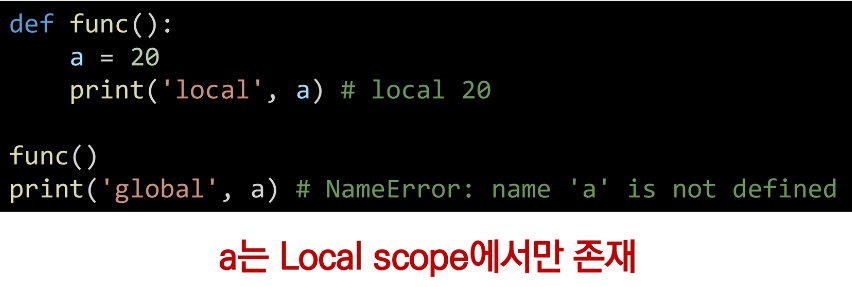 def func():
    a = 20
    print('local', a) # local 20

func()
print('global', a) # NameError: name 'a' is not defined
a는 Local scope에서만 존재